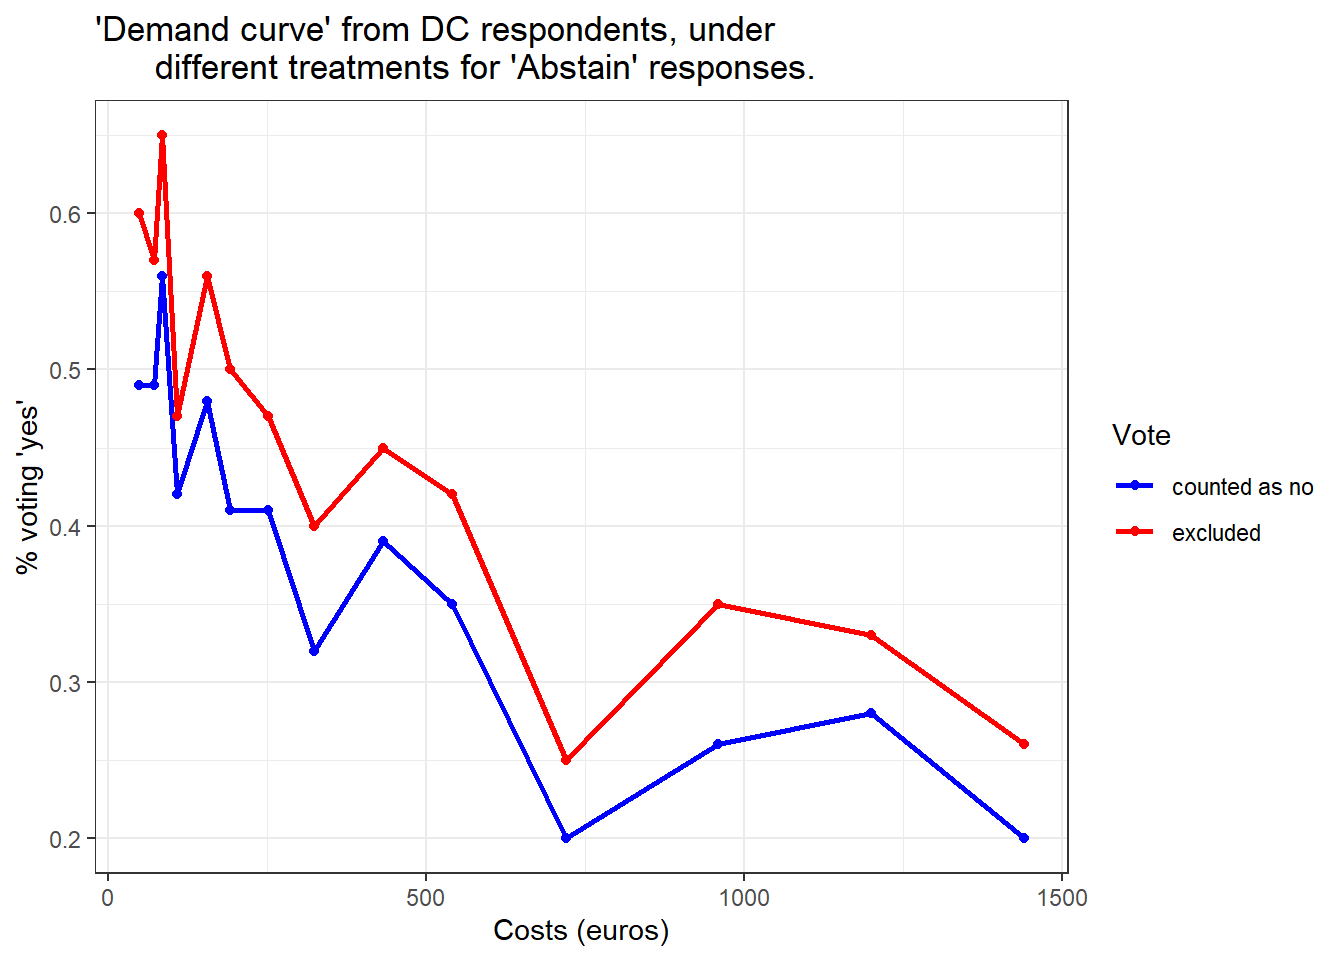 'Demand curve' from DC respondents, under
different treatments for 'Abstain' responses.
% voting 'yes'
0.6
0.5
0.4
0.3
0.2
0
500
1000
1500
Costs (euros)
Vote
counted as no
excluded